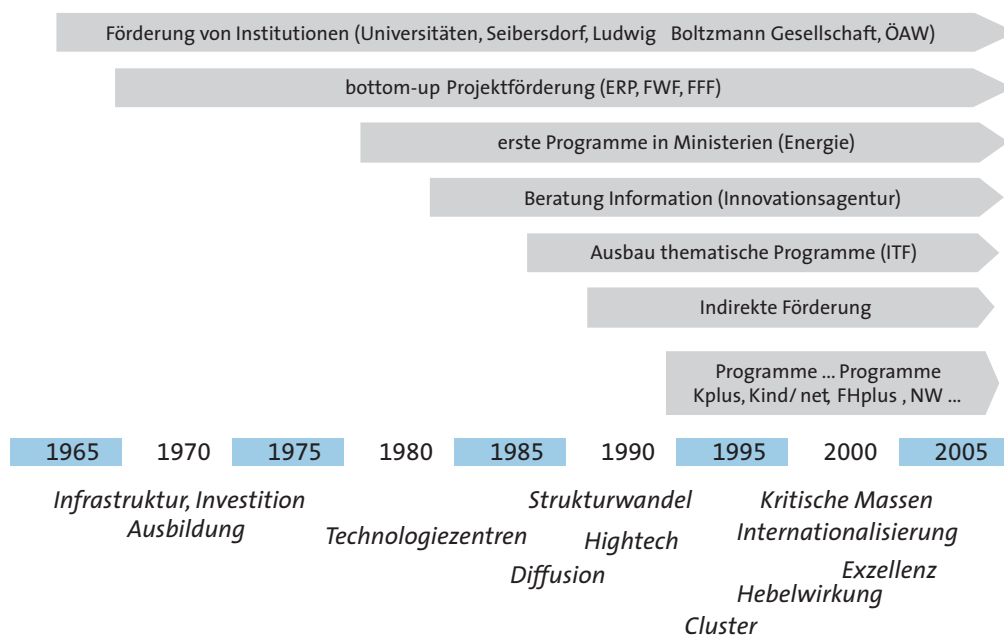 Förderung von Institutionen (Universitäten, Seibersdorf, Ludwig Boltzmann Gesellschaft, ÖAW)
bottom-up Projektförderung (ERP, FWF, FFF)
erste Programme in Ministerien (Energie)
Beratung Information (Innovationsagentur)
Ausbau thematische Programme (ITF)
Indirekte Förderung
Programme ... Programme
Kplus, Kind/ net, FHplus , NW ...
1965 1970 1975 1980 1985 1990 1995 2000 2005
Infrastruktur, Investition Strukturwandel Kritische Massen
Ausbildung Technologiezentren Hightech Internationalisierung
Diffusion Exzellenz
Hebelwirkung
Cluster